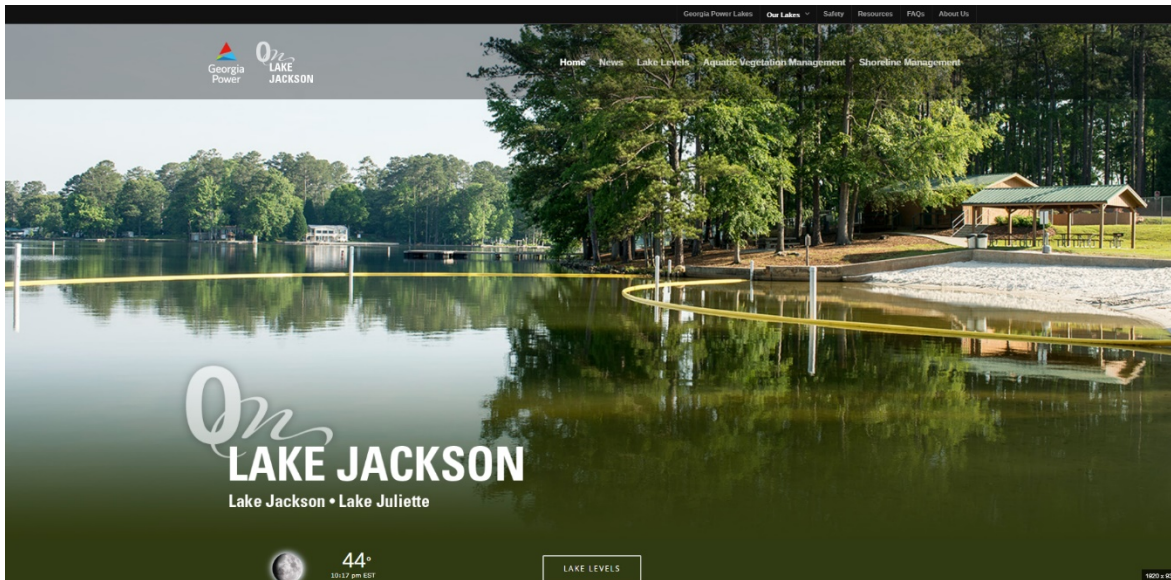 Georgia Power Lakes Our Lakes Safety Resources FAQs About Us
Georgia Power
On LAKE JACKSON
Home News Lake Levels Aquatic Vegetation Management Shoreline Management
On
LAKE JACKSON
Lake Jackson • Lake Juliette
44°
10:17 pm EST
LAKE LEVELS